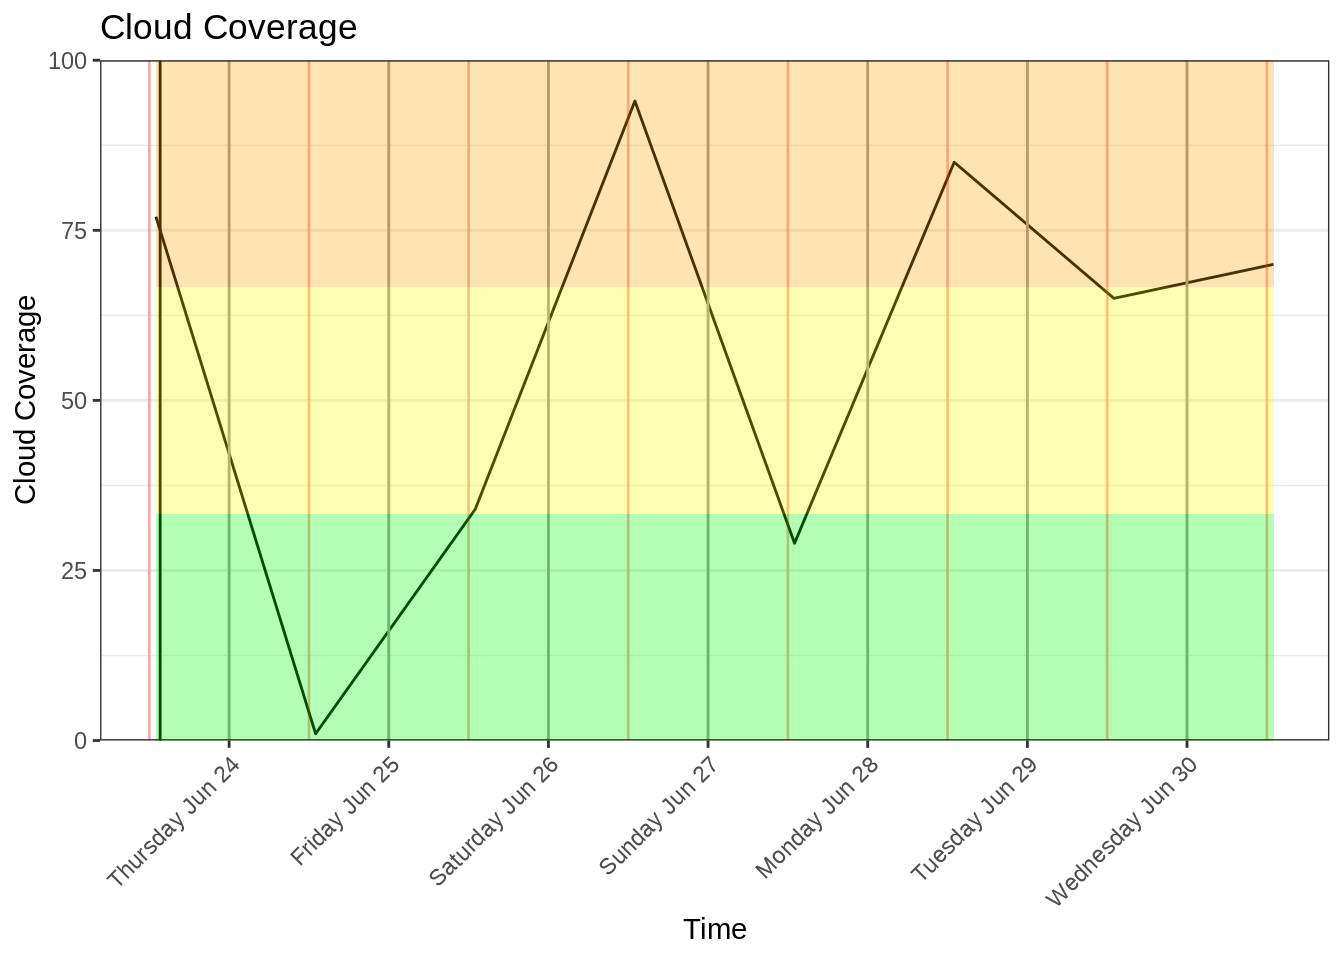 Cloud Coverage
Cloud Coverage
100
75
50
25
0
Thursday Jun 24
Friday Jun 25
Saturday Jun 26
Sunday Jun 27
Monday Jun 28
Tuesday Jun 29
Wednesday Jun 30
Time